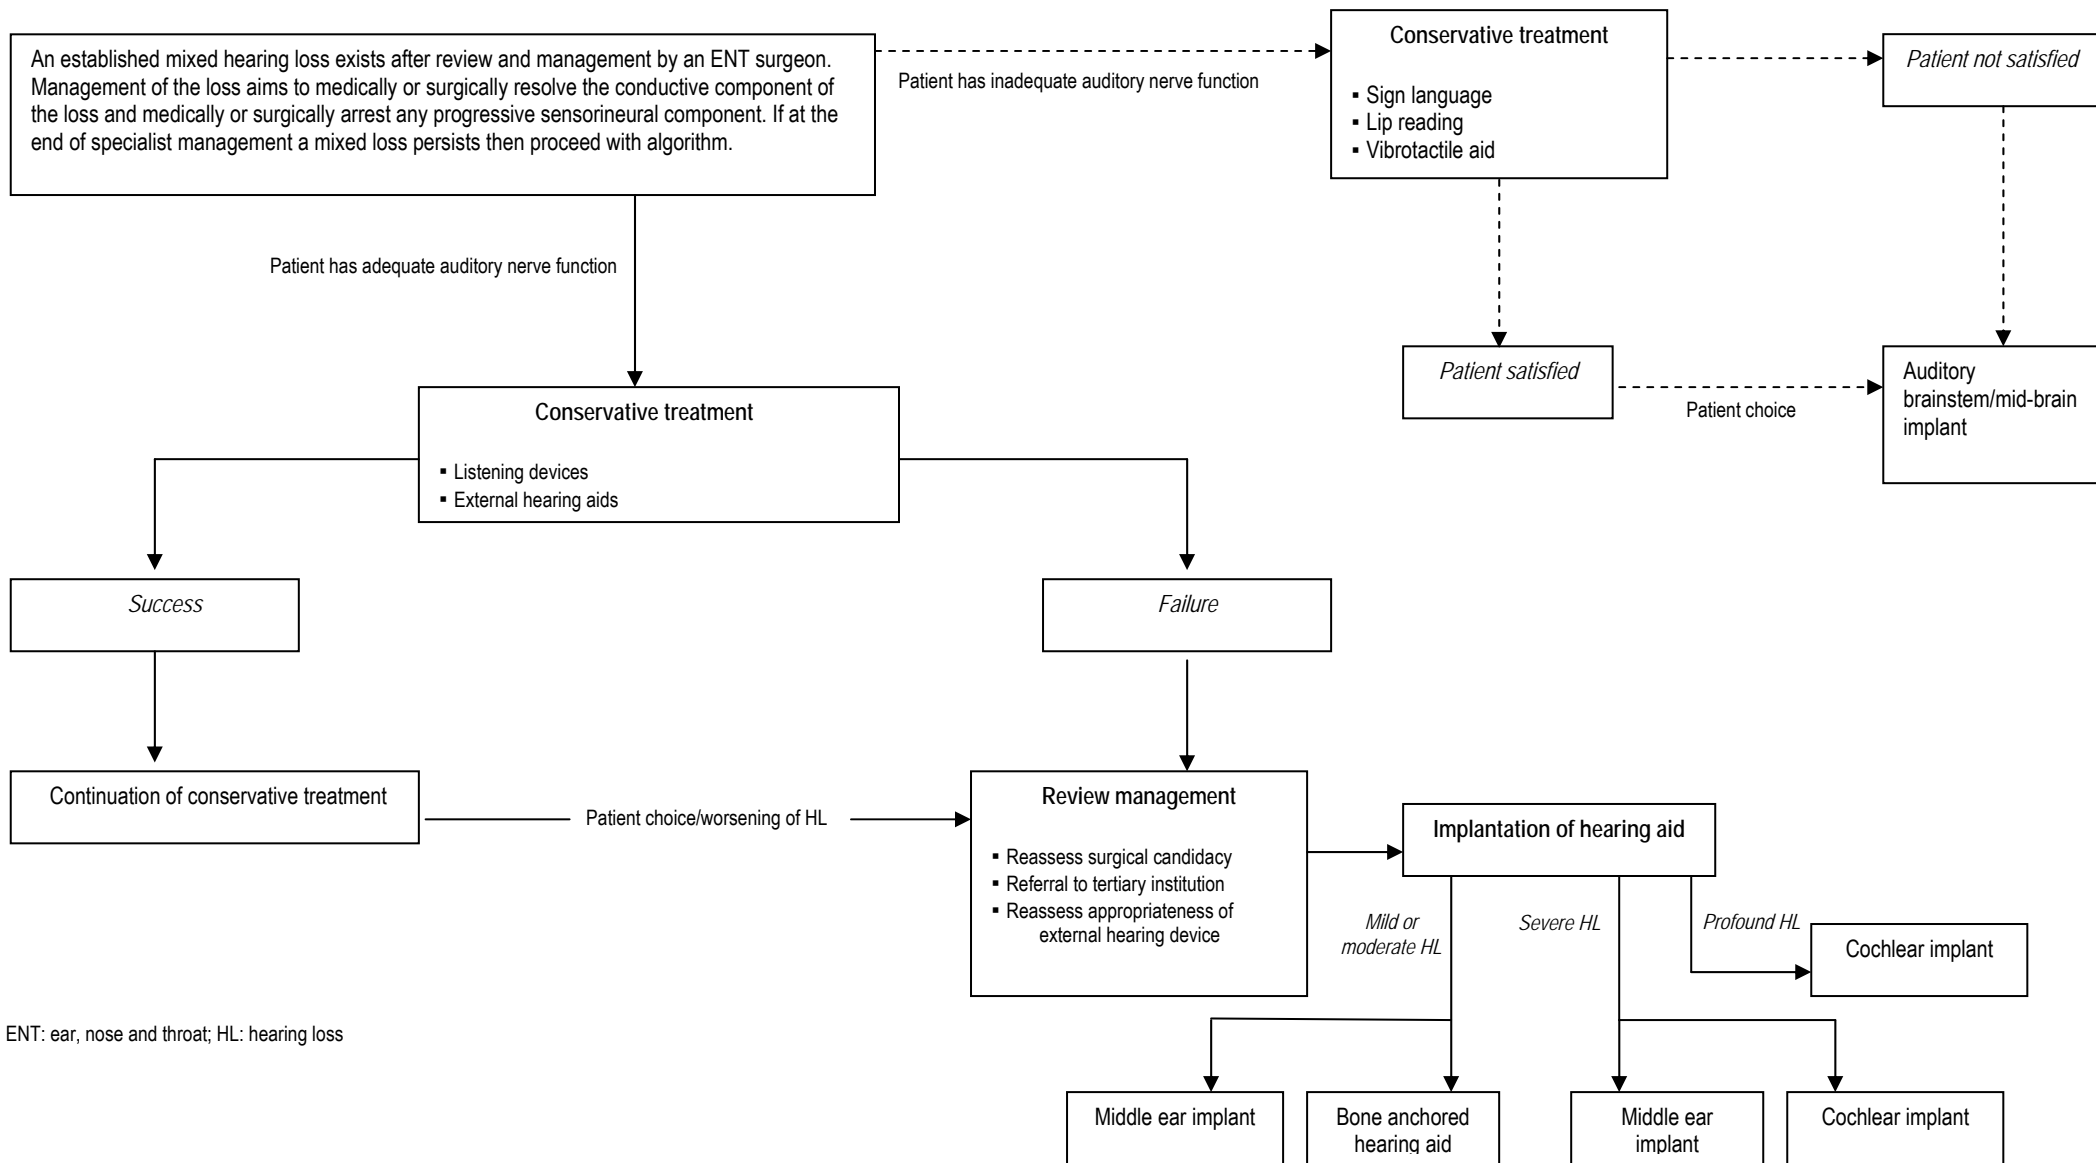 An established mixed hearing loss exists after review and management by an ENT surgeon.
Management of the loss aims to medically or surgically resolve the conductive component of
the loss and medically or surgically arrest any progressive sensorineural component. If at the
end of specialist management a mixed loss persists then proceed with algorithm.
Patient has inadequate auditory nerve function
Conservative treatment
▪ Sign language
▪ Lip reading
▪ Vibrotactile aid
Patient not satisfied
Patient has adequate auditory nerve function
Patient satisfied
Patient choice
Auditory
brainstem/mid-brain
implant
Conservative treatment
▪ Listening devices
▪ External hearing aids
Success
Failure
Continuation of conservative treatment
Patient choice/worsening of HL
Review management
▪ Reassess surgical candidacy
▪ Referral to tertiary institution
▪ Reassess appropriateness of
external hearing device
Implantation of hearing aid
Mild or
moderate HL
Severe HL
Profound HL
Cochlear implant
Middle ear implant
Bone anchored
hearing aid
Middle ear
implant
Cochlear implant
ENT: ear, nose and throat; HL: hearing loss